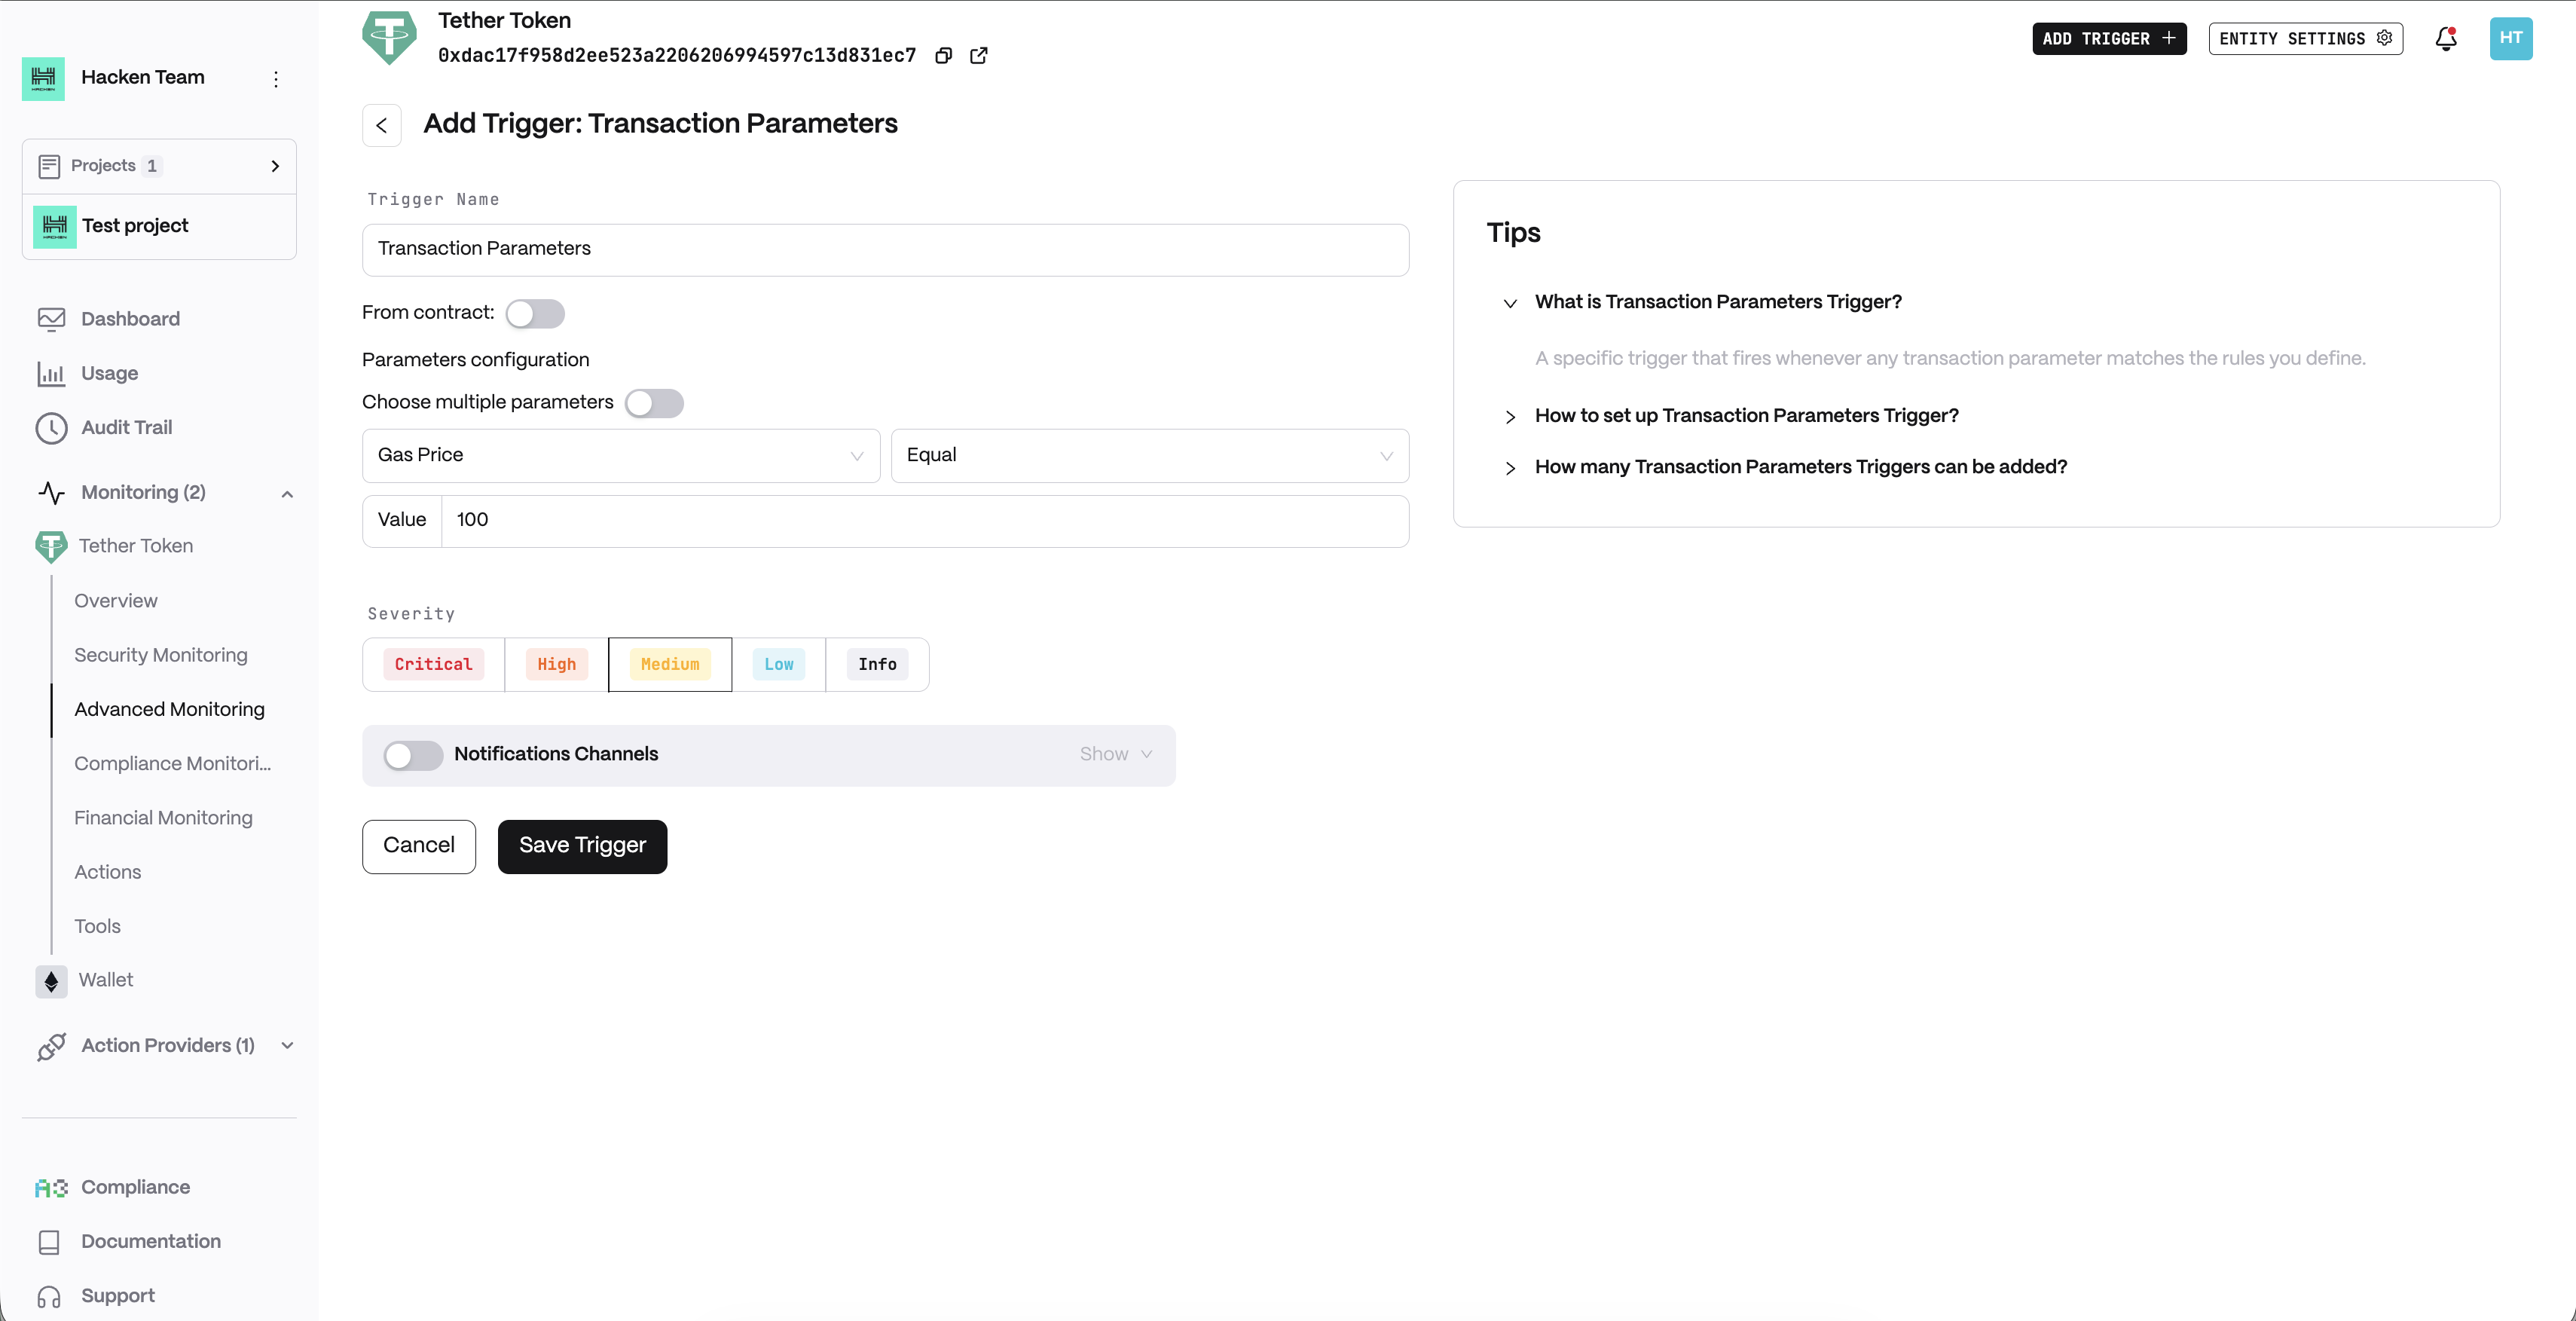 Hacken Team
Projects 1
Test project
Dashboard
Usage
Audit Trail
Monitoring (2)
Tether Token
Overview
Security Monitoring
Advanced Monitoring
Compliance Monitori...
Financial Monitoring
Actions
Tools
Wallet
Action Providers (1)
Compliance
Documentation
Support
Tether Token
0xdac17f958d2ee523a2206206994597c13d831ec7
ADD TRIGGER
ENTITY SETTINGS
HT
Add Trigger: Transaction Parameters
Trigger Name
Transaction Parameters
From contract:
Parameters configuration
Choose multiple parameters
Gas Price
Equal
Value 100
Severity
Critical High Medium Low Info
Notifications Channels
Show
Cancel
Save Trigger
Tips
What is Transaction Parameters Trigger?
A specific trigger that fires whenever any transaction parameter matches the rules you define.
How to set up Transaction Parameters Trigger?
How many Transaction Parameters Triggers can be added?